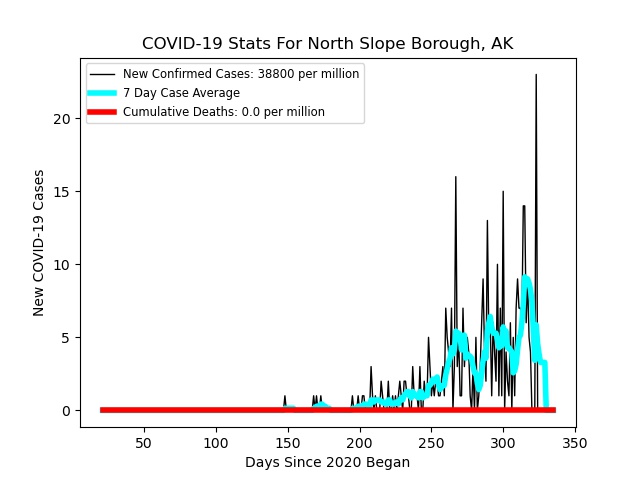 COVID-19 Stats For North Slope Borough, AK
New Confirmed Cases: 38800 per million
7 Day Case Average
Cumulative Deaths: 0.0 per million
New COVID-19 Cases
20
15
10
5
0
50 100 150 200 250 300 350
Days Since 2020 Began